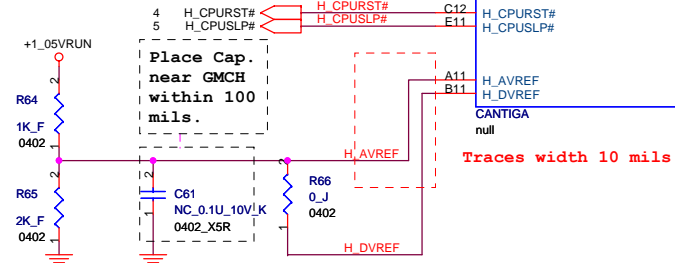 4 H_CPURST# H_CPURST# C12 H_CPURST#
5 H_CPUSLP# E11 H_CPUSLP#
+1_05VRUN
Place Cap.
near GMCH
within 100
mils.
A11 H_AVREF
B11 H_DVREF
CANTIGA
null
2
R64
1K_F
0402
1
H_AVREF
Traces width 10 mils
2
R65
2K_F
0402
1
2
C61
NC_0.1U_10V_K
0402_X5R
1
2
R66
0_J
0402
1
H_DVREF